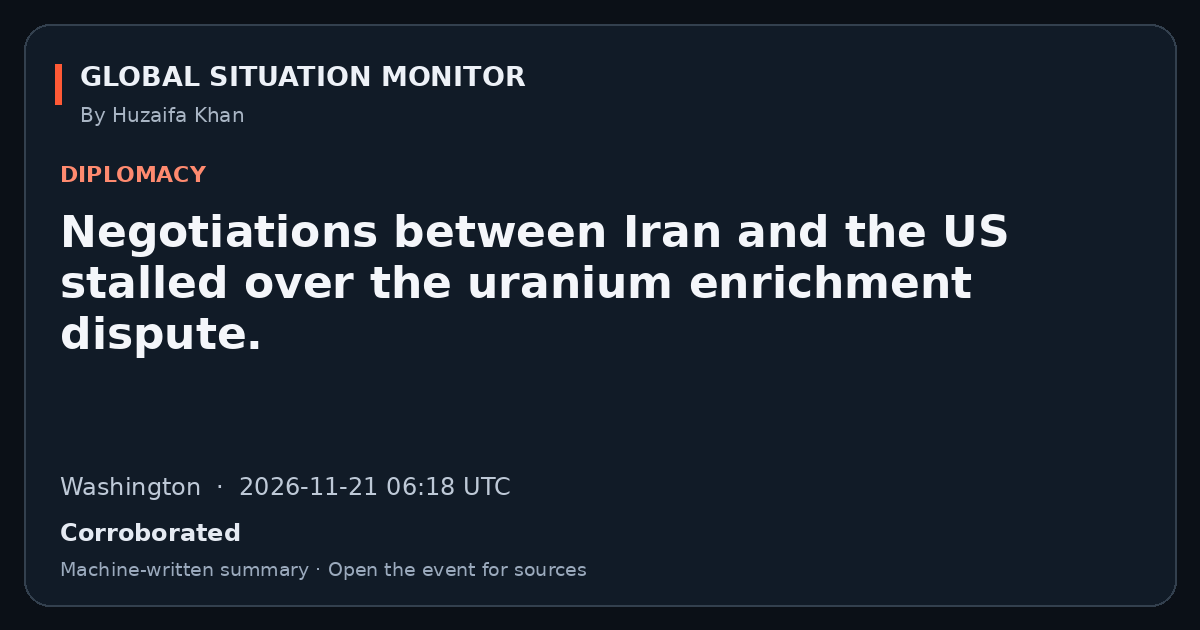 GLOBAL SITUATION MONITOR
By Huzaifa Khan
DIPLOMACY
Negotiations between Iran and the US
stalled over the uranium enrichment
dispute.
Washington · 2026-11-21 06:18 UTC
Corroborated
Machine-written summary · Open the event for sources